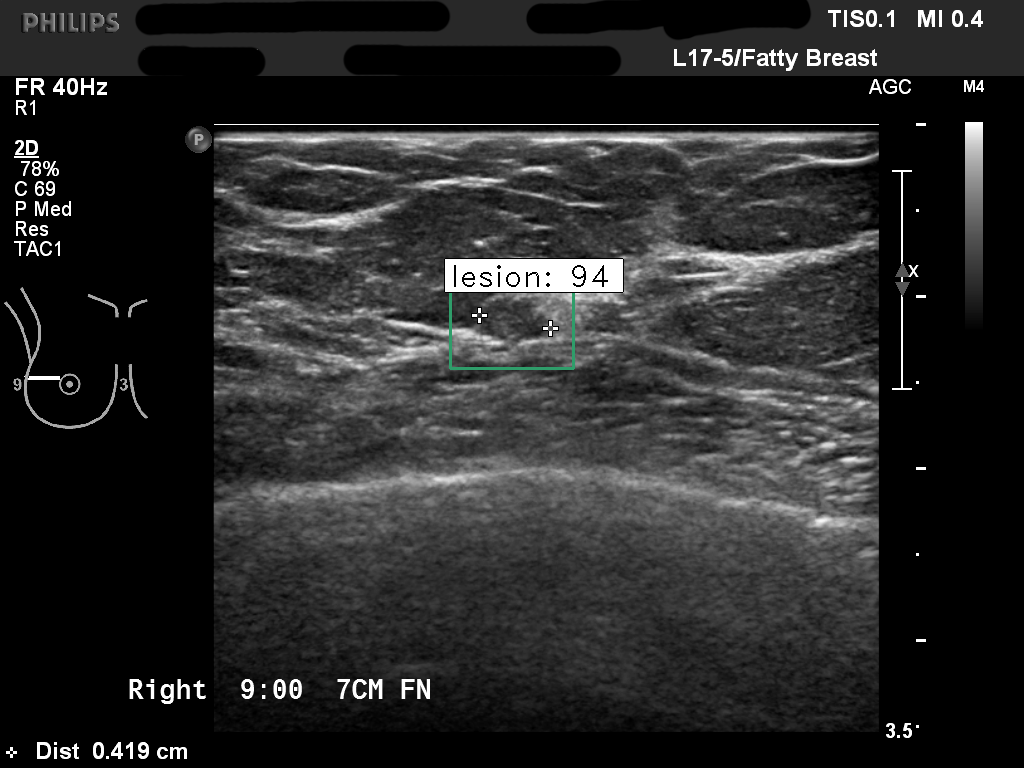 PHILIPS
TIS0.1 MI 0.4
L17-5/Fatty Breast
FR 40Hz
R1
AGC
M4
P
2D
78%
C 69
P Med
Res
TAC1
X
lesion: 94
9
3
Right 9:00 7CM FN
3.5
Dist 0.419 cm